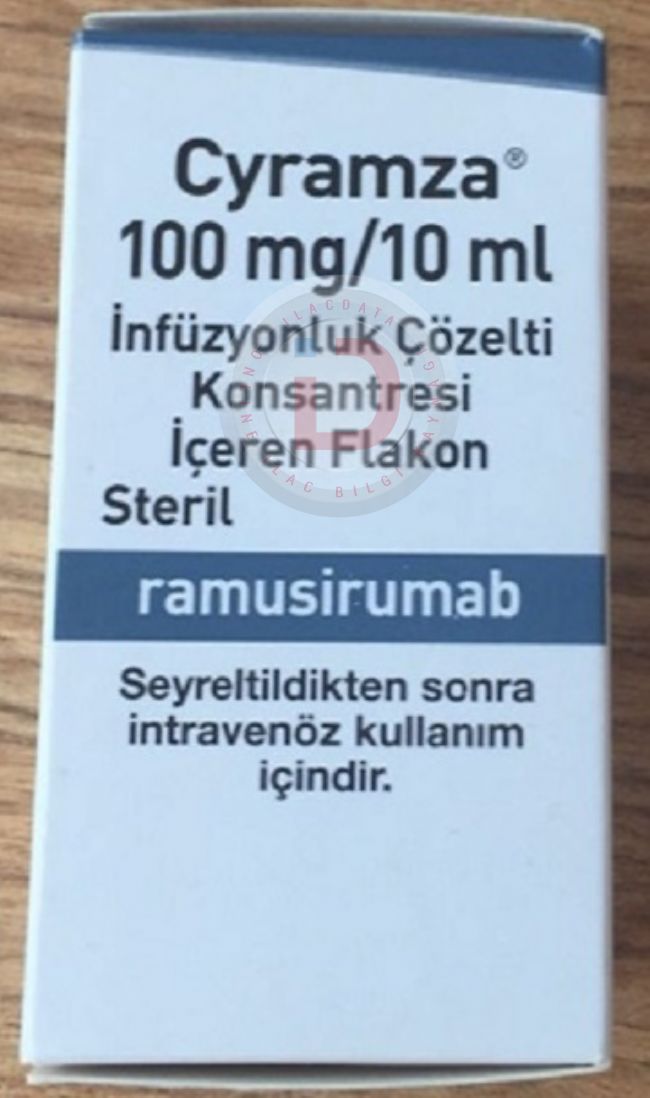 Cyramza®
100 mg/10 ml
İnfüzyonluk Çözelti
Konsantresi
İçeren Flakon
Steril
ramusirumab
Seyreltildikten sonra
intravenöz kullanım
içindir.